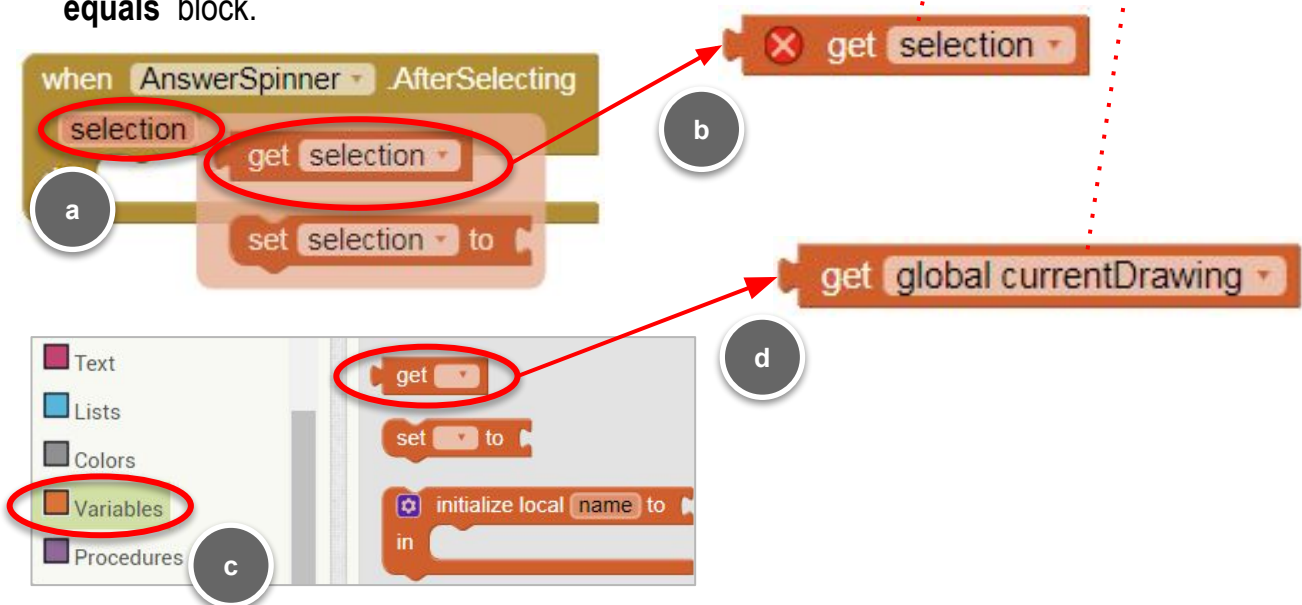 equals block.
when AnswerSpinner .AfterSelecting
selection
get selection
set selection to
a
get selection
b
get global currentDrawing
d
Text
Lists
Colors
Variables
Procedures
c
get
set to
initialize local name to
in